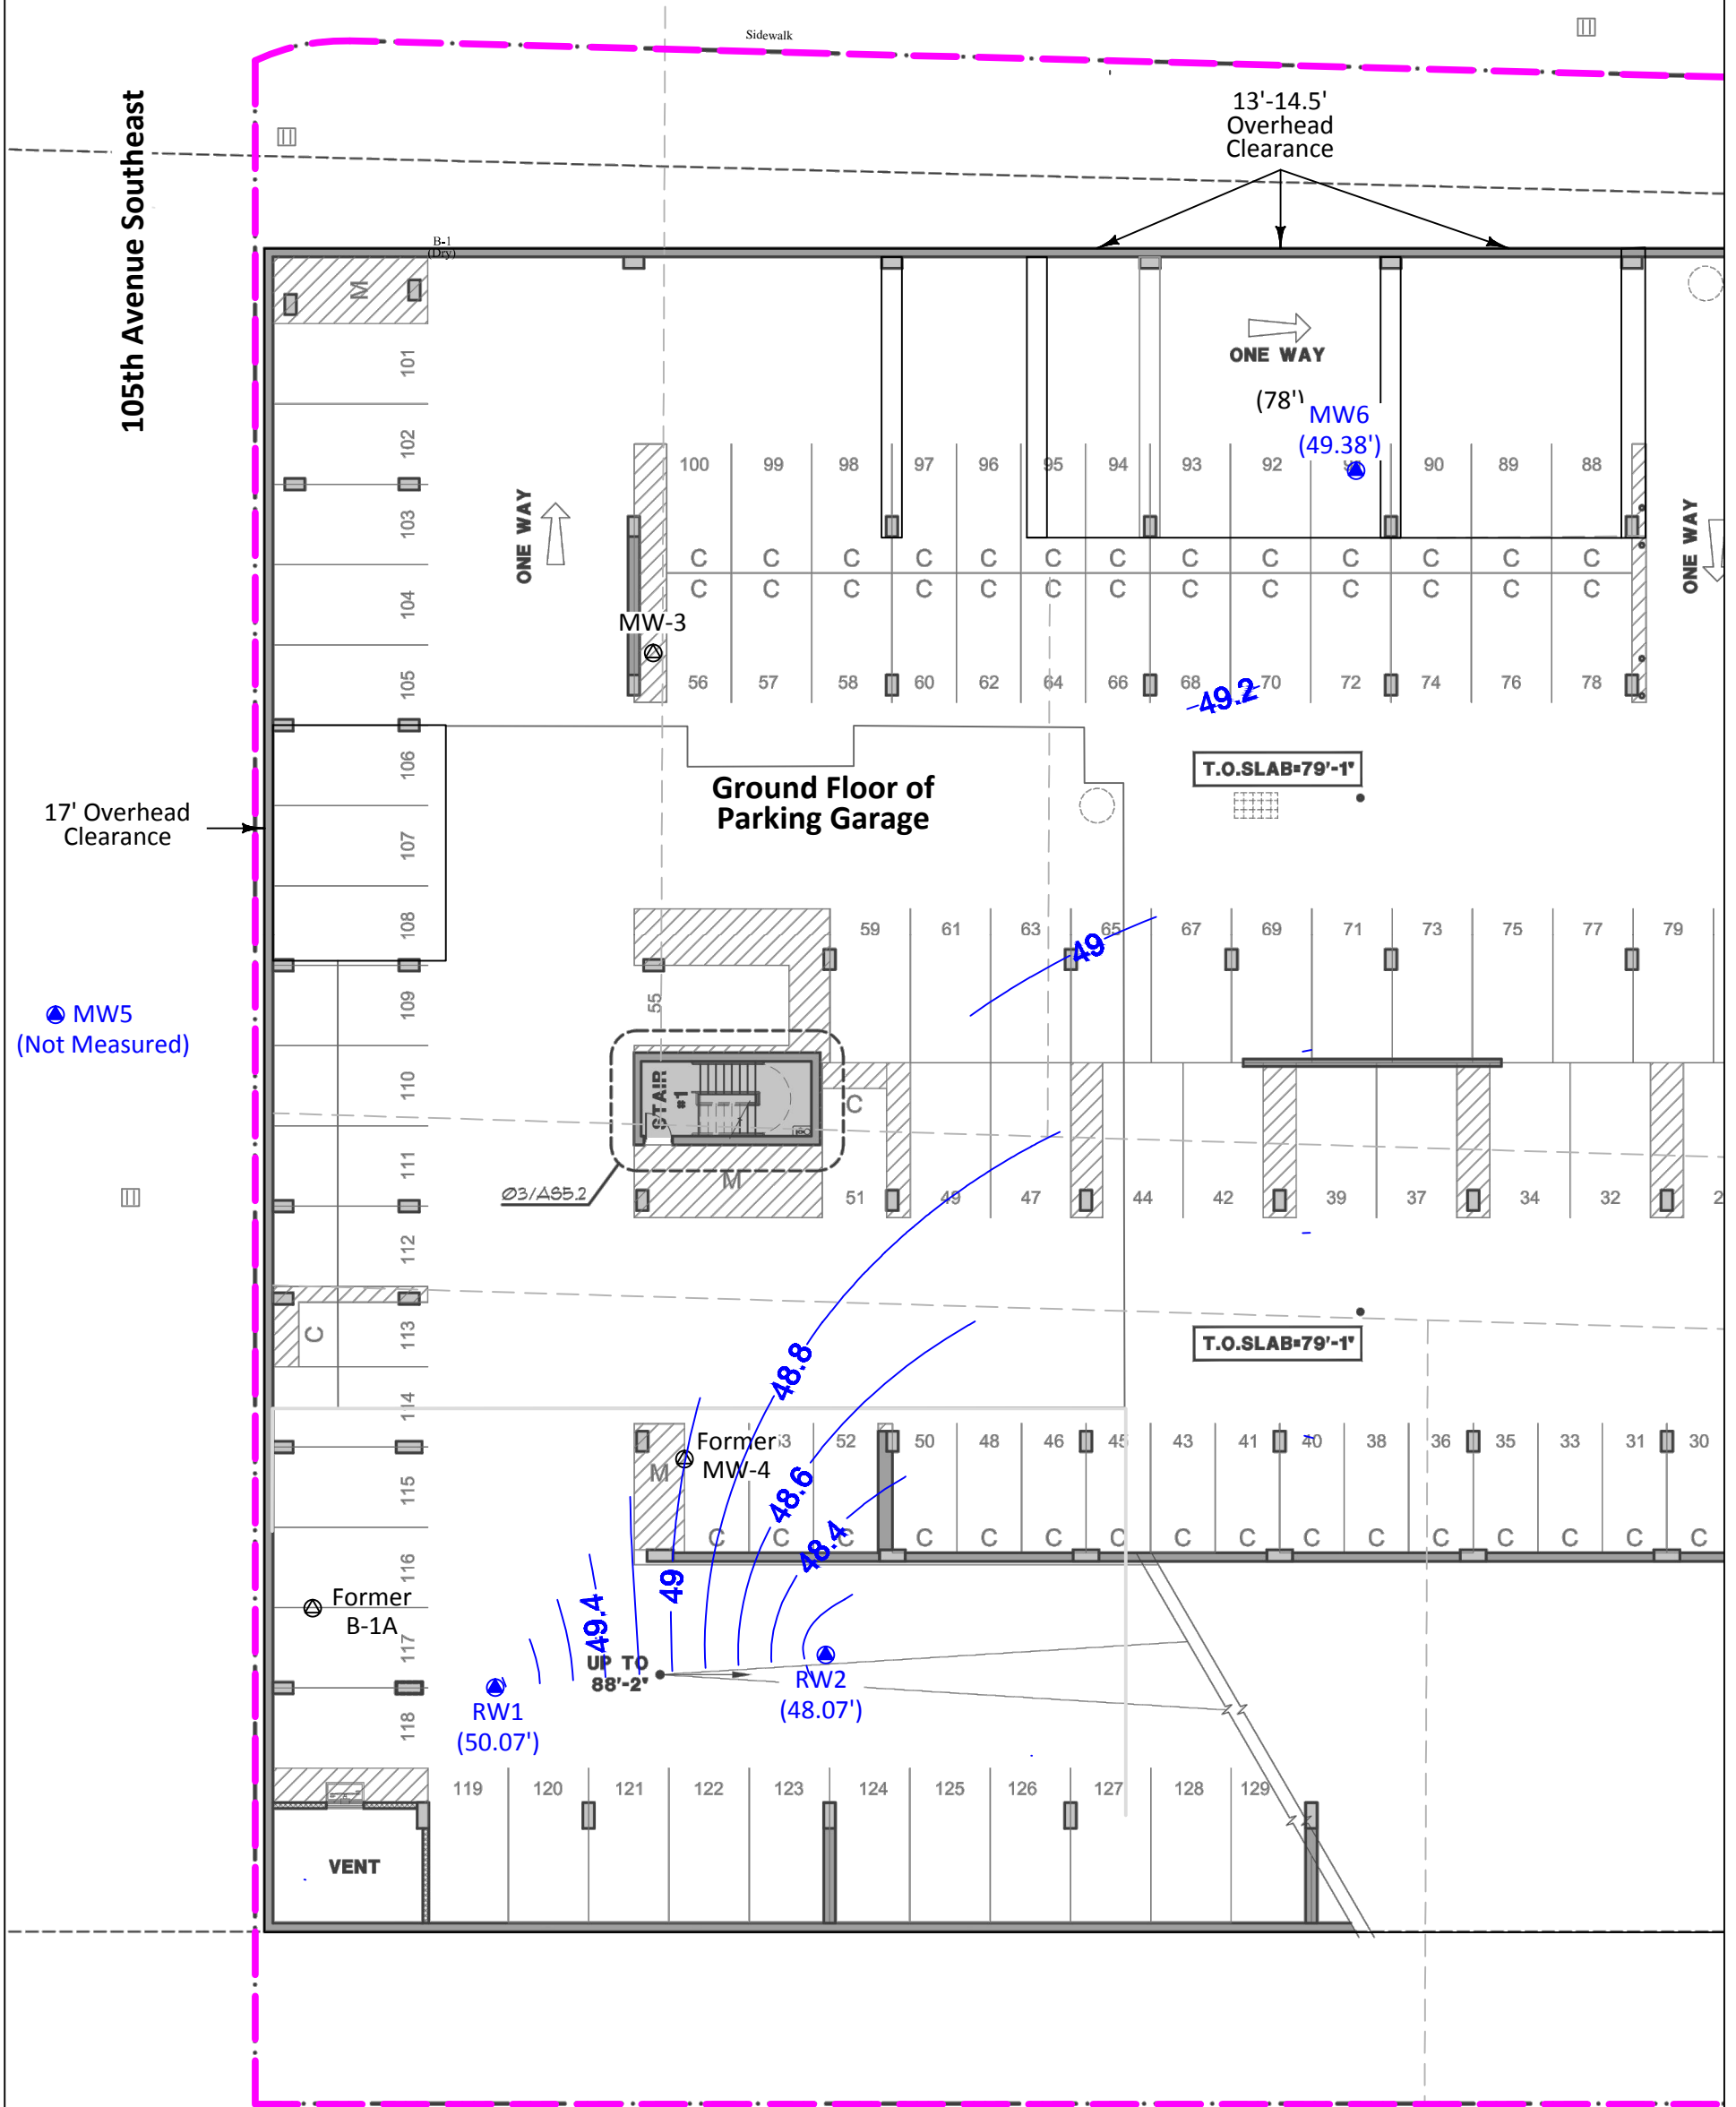 Sidewalk
105th Avenue Southeast
13'-14.5'
Overhead
Clearance
B-1
(Dry)
M
ONE WAY
(78')
MW6
(49.38')
101
102
103
104
105
106
107
108
109
110
111
112
113
114
115
116
117
118
100 99 98 97 96 95 94 93 92 90 89 88
ONE WAY
ONE WAY
C C C C C C C C C C C C
C C C C C C C C C C C C
MW-3
56 57 58 60 62 64 66 68 70 72 74 76 78
49.2
T.O.SLAB=79'-1"
Ground Floor of
Parking Garage
17' Overhead
Clearance
59 61 63 65 67 69 71 73 75 77 79
49
55
MW5
(Not Measured)
STAIR
#1
C
M
Ø3/A85.2
51 49 47 44 42 39 37 34 32
C
T.O.SLAB=79'-1"
48.8
Former
MW-4
M
52 50 48 46 45 43 41 40 38 36 35 33 31 30
48.6
C C C C C C C C C C C C C C
48.4
49
49.4
Former
B-1A
UP TO
88'-2"
RW1
(50.07')
RW2
(48.07')
119 120 121 122 123 124 125 126 127 128 129
VENT